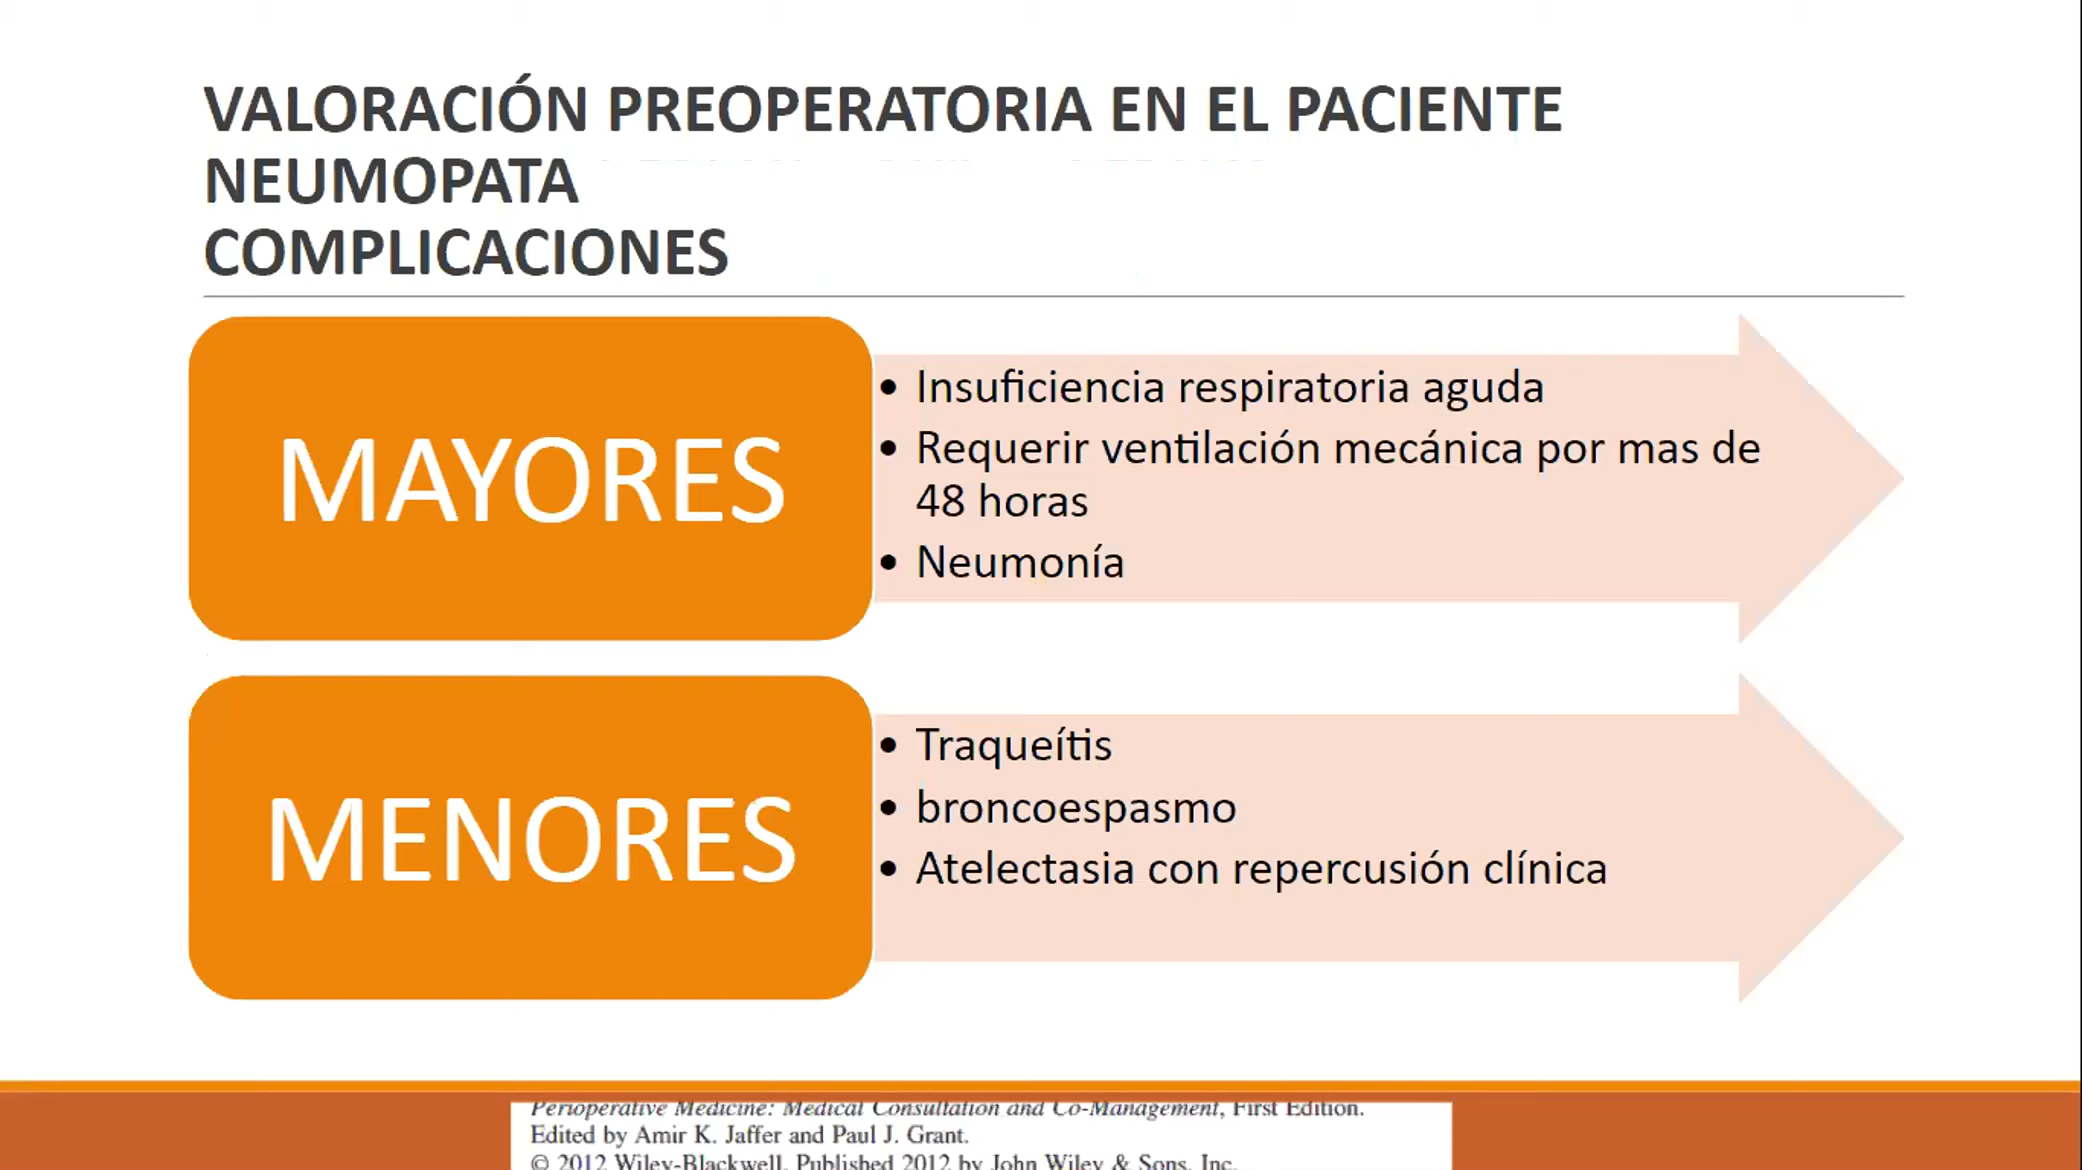 VALORACIÓN PREOPERATORIA EN EL PACIENTE
NEUMOPATA
COMPLICACIONES
MAYORES
• Insuficiencia respiratoria aguda
• Requerir ventilación mecánica por mas de
48 horas
• Neumonía
MENORES
• Traqueítis
• broncoespasmo
• Atelectasia con repercusión clínica
Perioperative Medicine: Medical Consultation and Co-Management, First Edition.
Edited by Amir K. Jaffer and Paul J. Grant.
© 2012 Wiley-Blackwell. Published 2012 by John Wiley & Sons, Inc.